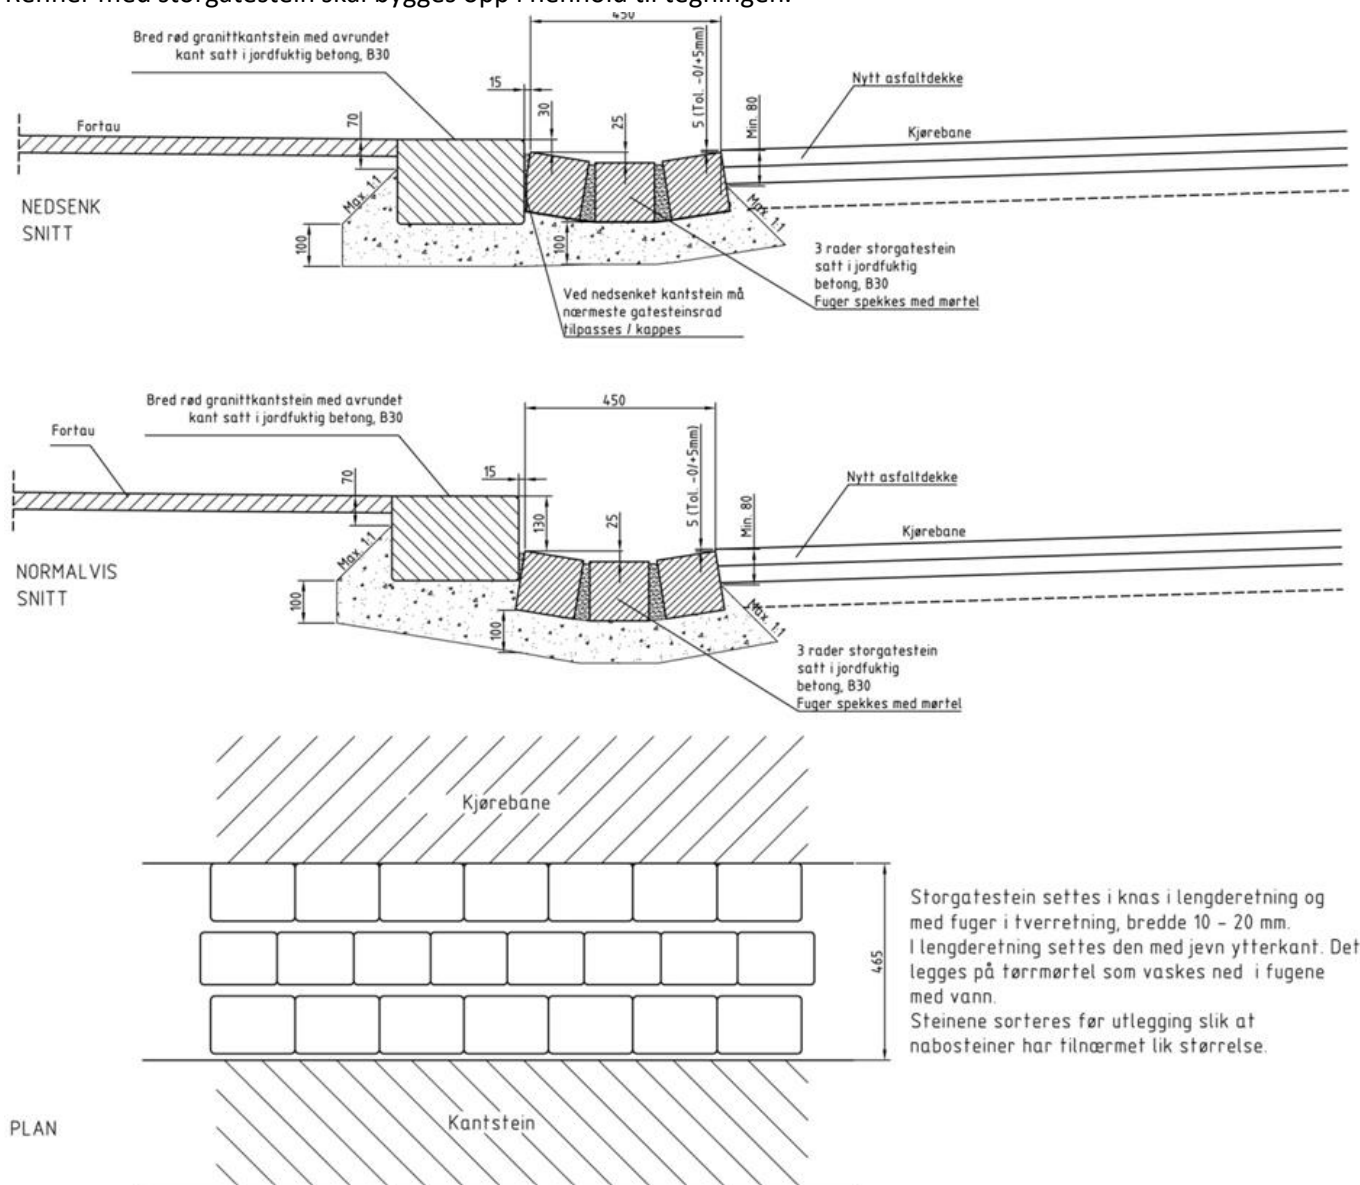 Renner med storgatestein skal bygges opp i henhold til tegningen.
450
Bred rød granittkantstein med avrundet
kant satt i jordfuktig betong, B30
15
30
25
5 (Tol. -0/+5mm)
Min. 80
Nytt asfaltdekke
Kjørebane
Fortau
70
Max. 1:1
NEDSENK
SNITT
100
100
Max. 1:1
3 rader storgatestein
satt i jordfuktig
betong, B30
Fuger spekkes med mørtel
Ved nedsenket kantstein må
nærmeste gatesteinsrad
tilpasses / kappes
Bred rød granittkantstein med avrundet
kant satt i jordfuktig betong, B30
450
Fortau
70
15
130
25
5 (Tol. -0/+5mm)
Min. 80
Nytt asfaltdekke
Kjørebane
Max. 1:1
NORMALVIS
SNITT
100
100
Max. 1:1
3 rader storgatestein
satt i jordfuktig
betong, B30
Fuger spekkes med mørtel
Kjørebane
465
Storgatestein settes i knas i lengderetning og
med fuger i tverretning, bredde 10 - 20 mm.
I lengderetning settes den med jevn ytterkant. Det
legges på tørrmørtel som vaskes ned i fugene
med vann.
Steinene sorteres før utlegging slik at
nabosteiner har tilnærmet lik størrelse.
PLAN
Kantstein